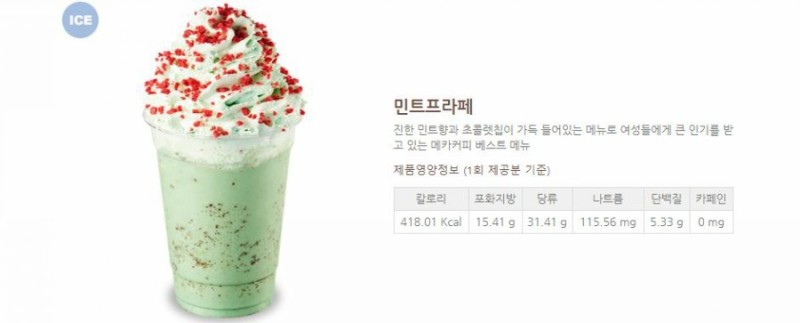 ICE
민트프라페
진한 민트향과 초콜렛칩이 가득 들어있는 메뉴로 여성들에게 큰 인기를 받
고 있는 메카커피 베스트 메뉴
제품영양정보 (1회 제공분 기준)
칼로리 포화지방 당류 나트륨 단백질 카페인
418.01 Kcal 15.41 g 31.41 g 115.56 mg 5.33 g 0 mg